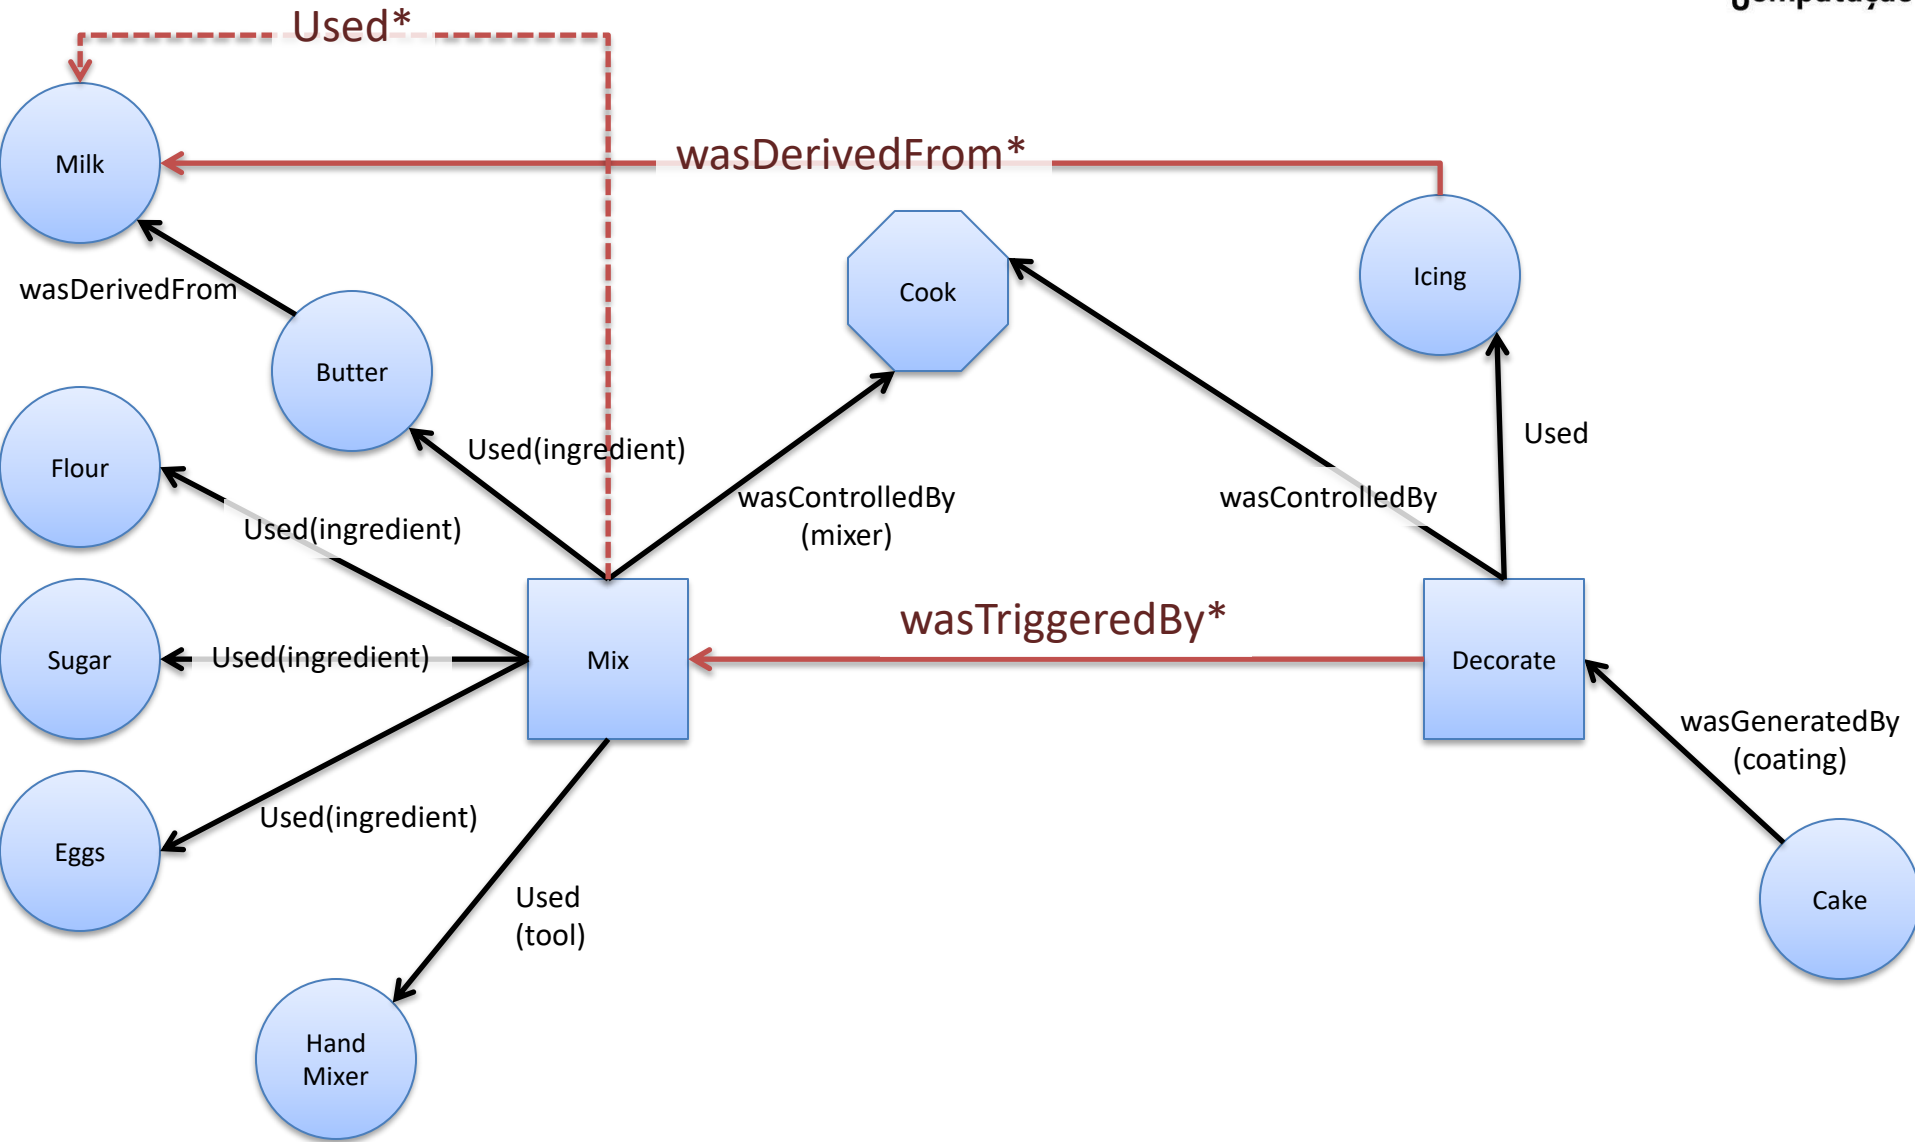 Used*
Milk
wasDerivedFrom*
Cook
Icing
wasDerivedFrom
Butter
Used(ingredient)
Used
Flour
wasControlledBy
(mixer)
wasControlledBy
Used(ingredient)
wasTriggeredBy*
Sugar
Used(ingredient)
Mix
Decorate
wasGeneratedBy
(coating)
Used(ingredient)
Eggs
Used
(tool)
Cake
Hand
Mixer